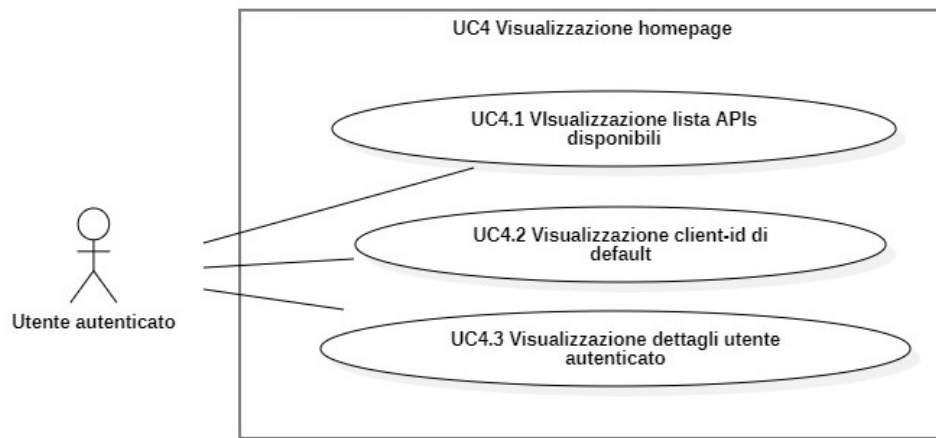 UC4 Visualizzazione homepage
UC4.1 VIsualizzazione lista APIs
disponibili
UC4.2 Visualizzazione client-id di
default
Utente autenticato
UC4.3 Visualizzazione dettagli utente
autenticato